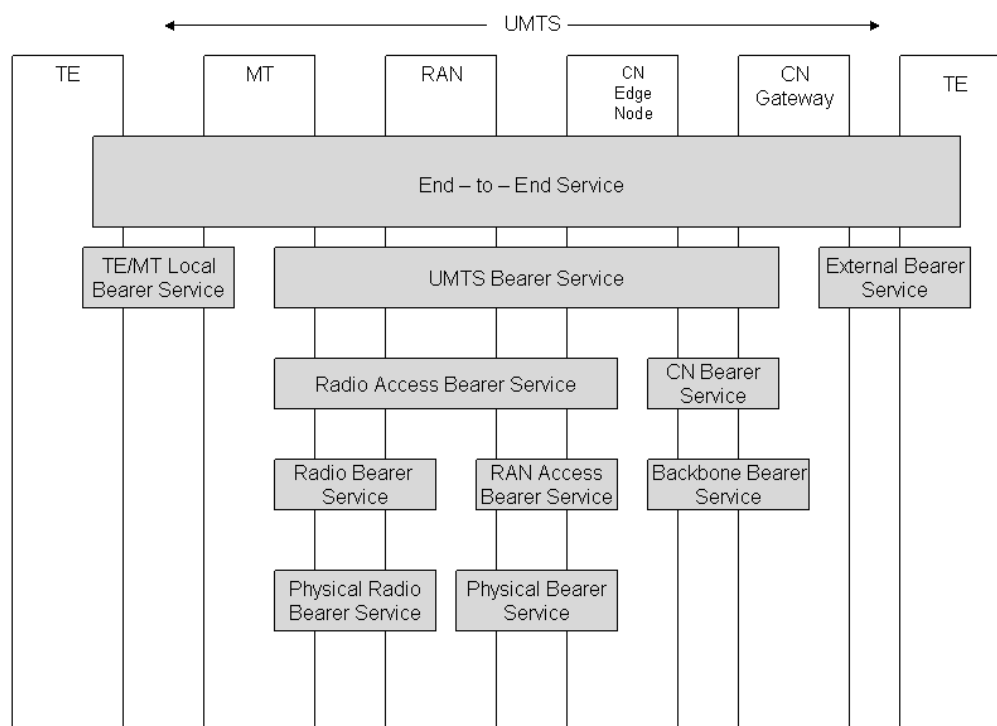 UMTS
TE
MT
RAN
CN
Edge
Node
CN
Gateway
TE
End – to – End Service
TE/MT Local
Bearer Service
UMTS Bearer Service
External Bearer
Service
Radio Access Bearer Service
CN Bearer
Service
Radio Bearer
Service
RAN Access
Bearer Service
Backbone Bearer
Service
Physical Radio
Bearer Service
Physical Bearer
Service